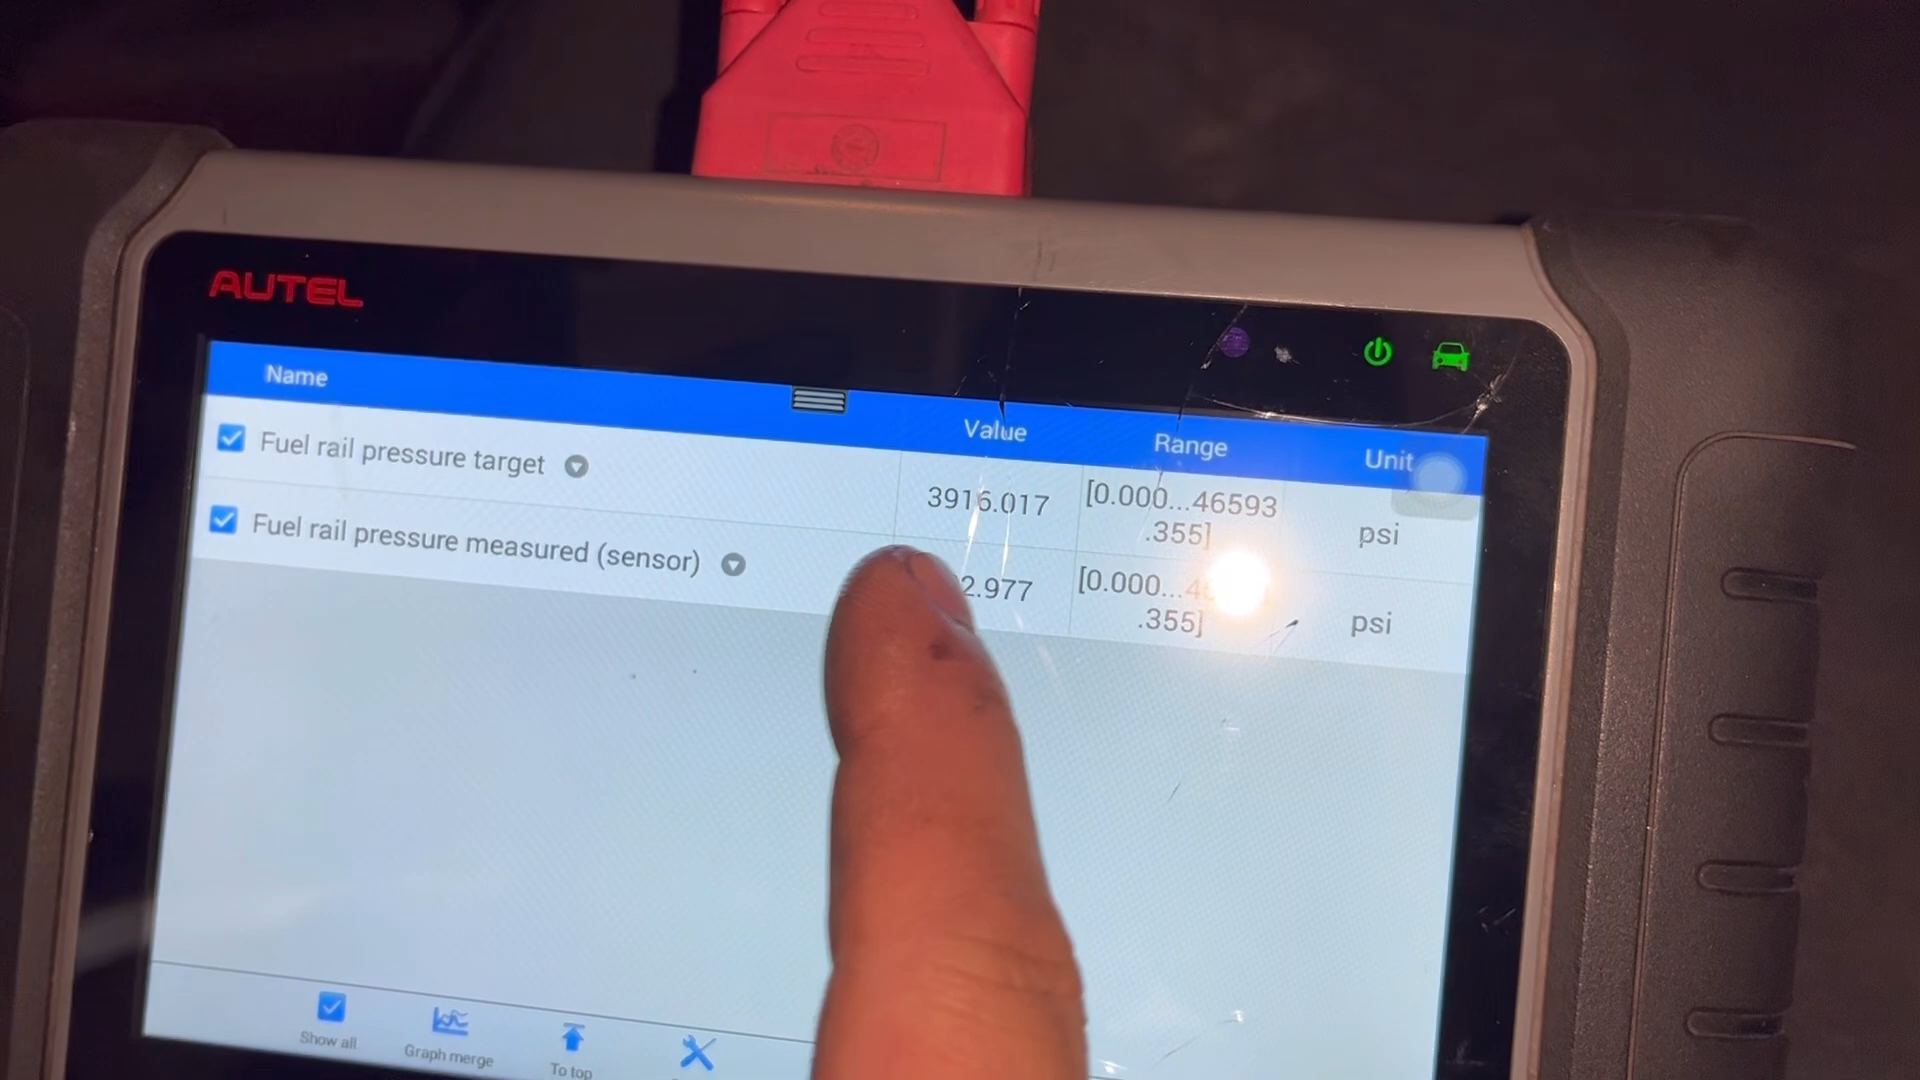 AUTEL
Name
Value
Range
Unit
Fuel rail pressure target
3916.017
[0.000...46593
.355]
psi
Fuel rail pressure measured (sensor)
2.977
[0.000...4
.355]
psi
Show all
Graph merge
To top